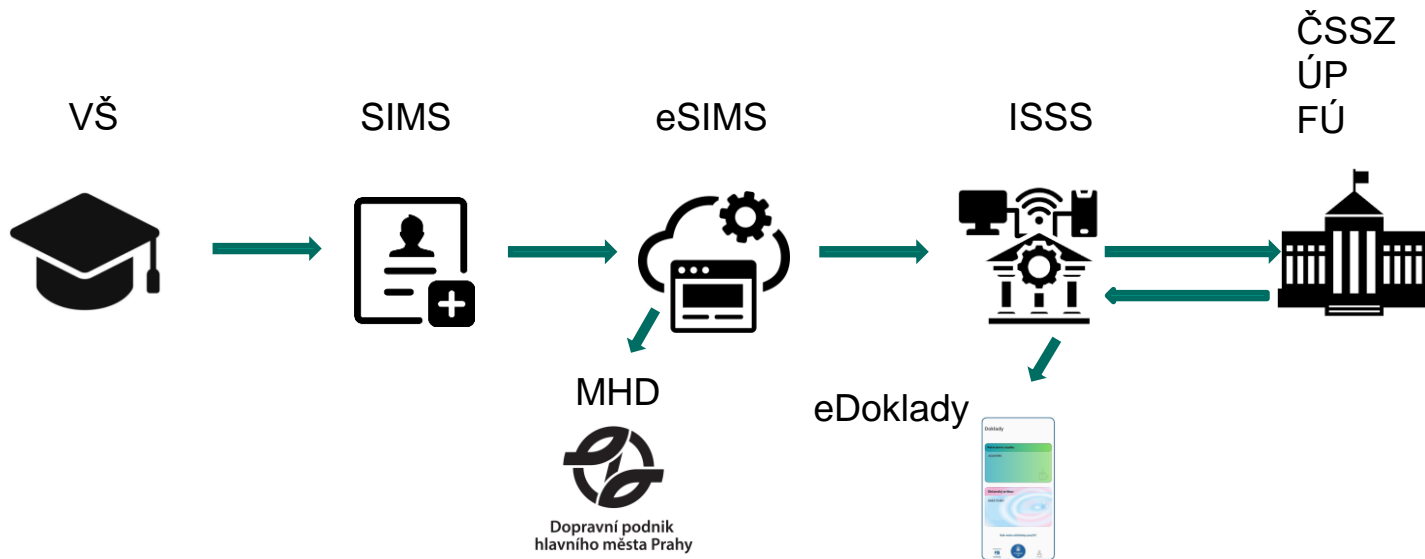 VŠ
SIMS
eSIMS
ISSS
ČSSZ
ÚP
FÚ
MHD
Dopravní podnik
hlavního města Prahy
eDoklady
Doklady